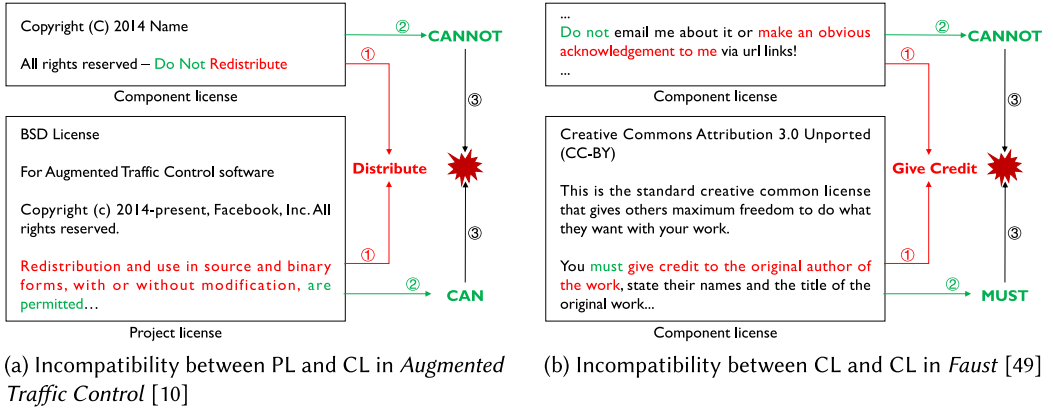 Copyright (C) 2014 Name
All rights reserved – Do Not Redistribute
Component license
② CANNOT
①
③
BSD License
For Augmented Traffic Control software
Copyright (c) 2014-present, Facebook, Inc. All
rights reserved.
Redistribution and use in source and binary
forms, with or without modification, are
permitted...
Project license
Distribute
①
③
② CAN
(a) Incompatibility between PL and CL in Augmented
Traffic Control [10]
...
Do not email me about it or make an obvious
acknowledgement to me via url links!
...
Component license
② CANNOT
①
③
Creative Commons Attribution 3.0 Unported
(CC-BY)
This is the standard creative common license
that gives others maximum freedom to do what
they want with your work.
You must give credit to the original author of
the work, state their names and the title of the
original work...
Component license
Give Credit
①
③
② MUST
(b) Incompatibility between CL and CL in Faust [49]